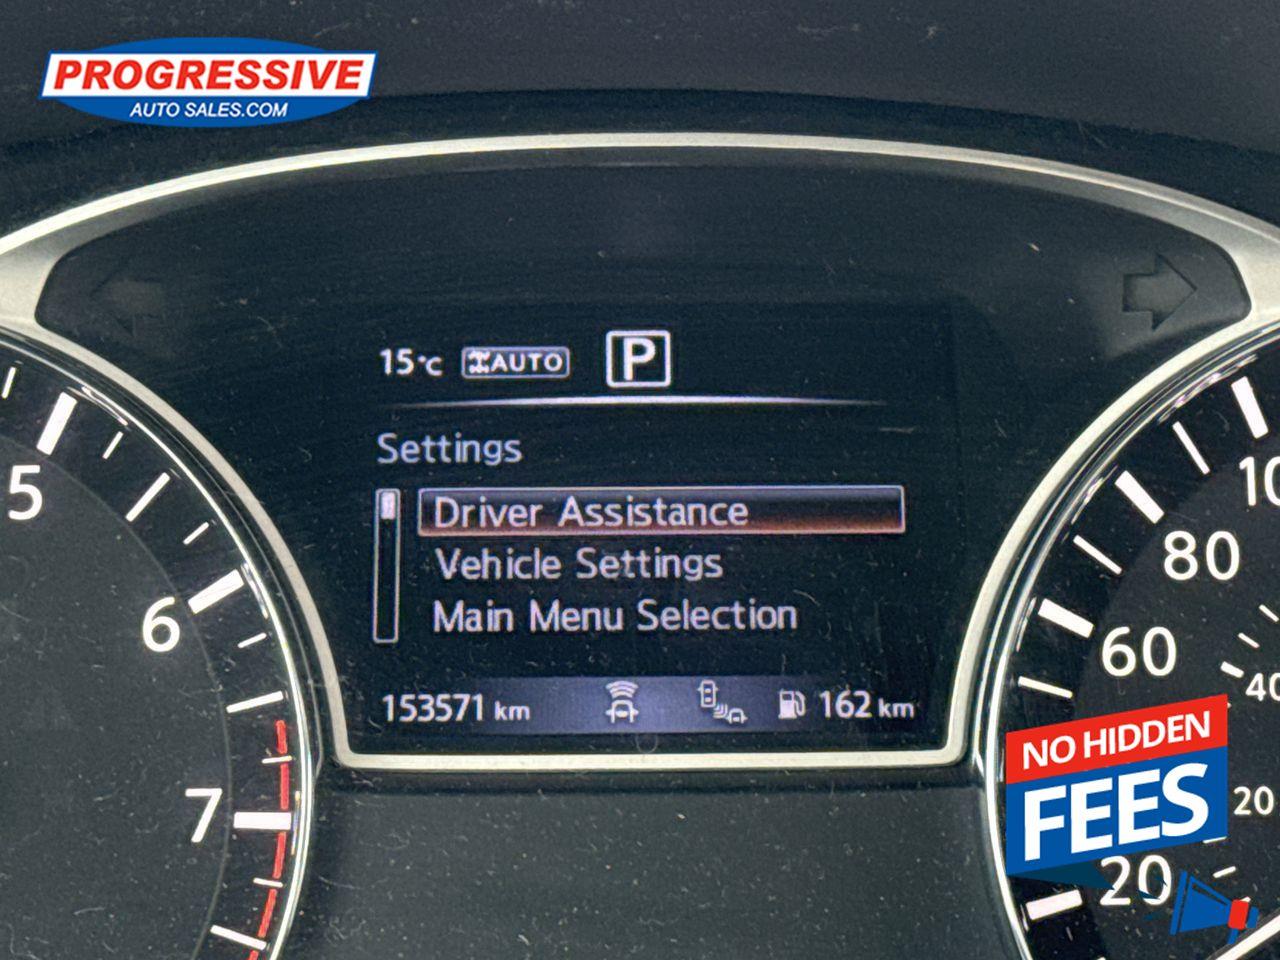 PROGRESSIVE
AUTO SALES.COM
15°C AUTO P
Settings
Driver Assistance
Vehicle Settings
Main Menu Selection
153571 km 162 km
5
6
7
80
60
40
20
20
NO HIDDEN
FEES